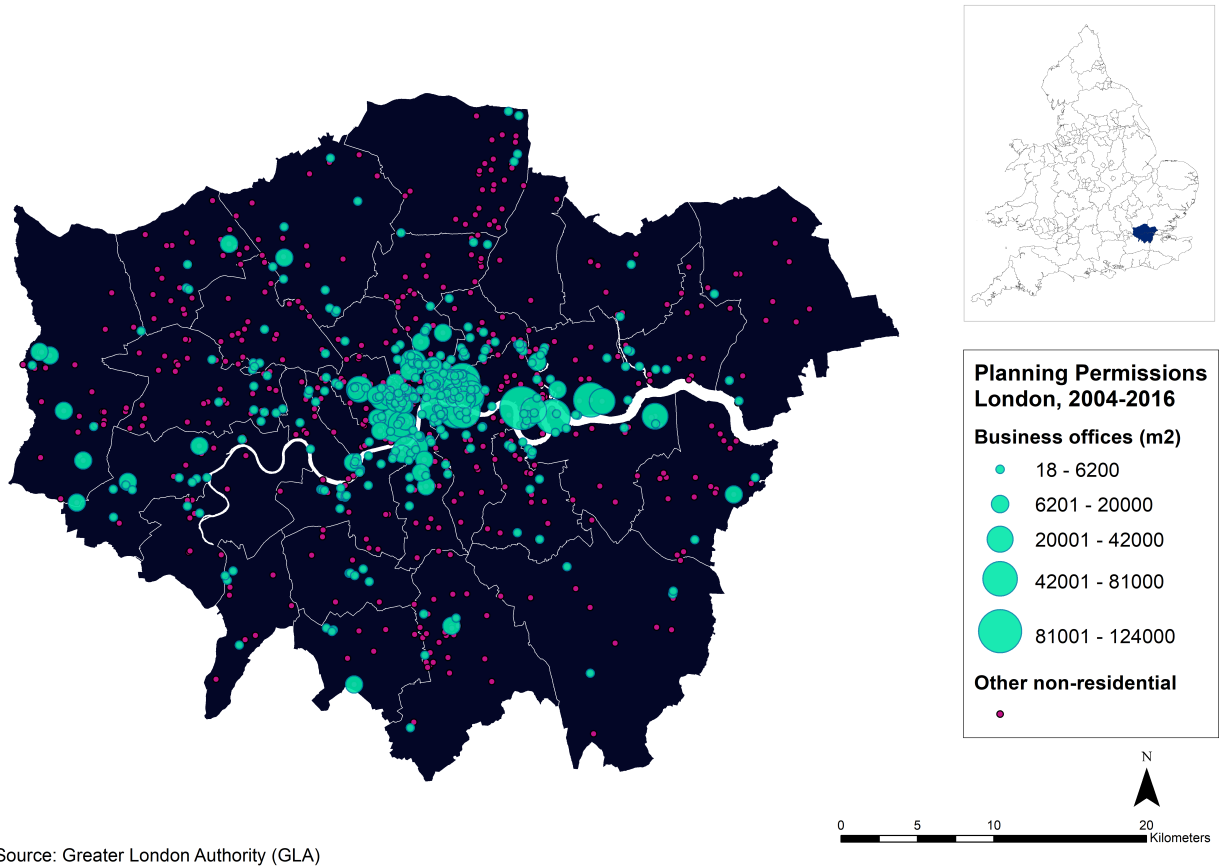 Planning Permissions
London, 2004-2016
Business offices (m2)
18 - 6200
6201 - 20000
20001 - 42000
42001 - 81000
81001 - 124000
Other non-residential
N
0 5 10 20
Kilometers
Source: Greater London Authority (GLA)